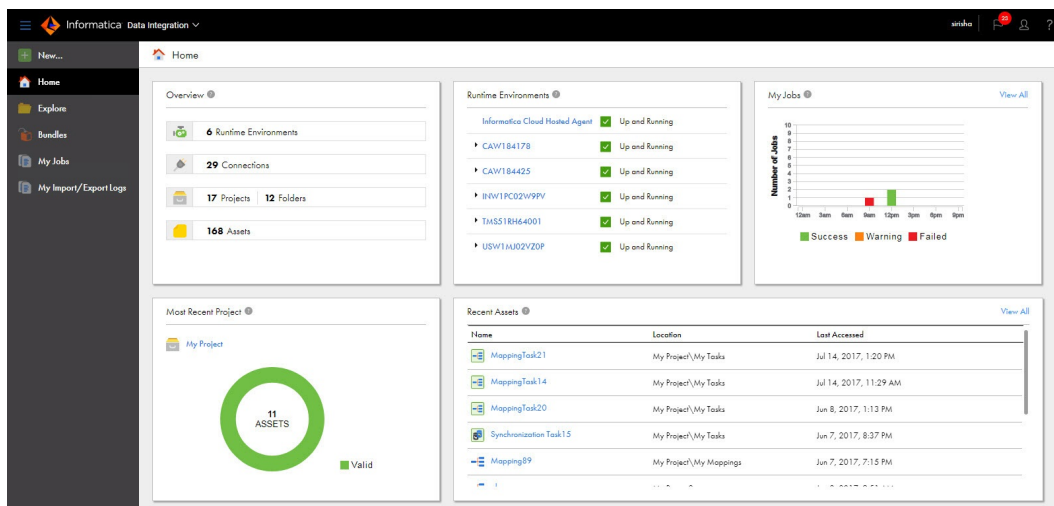 Informatica Data Integration
sirisha
20
?
New...
Home
Explore
Bundles
My Jobs
My Import/Export Logs
Home
Overview ?
6 Runtime Environments
29 Connections
17 Projects 12 Folders
168 Assets
Runtime Environments ?
Informatica Cloud Hosted Agent Up and Running
CAW184178 Up and Running
CAW184425 Up and Running
INW1PC02W9PV Up and Running
TMS51RH64001 Up and Running
USW1MJ02VZ0P Up and Running
My Jobs ? View All
Number of Jobs
10
9
8
7
6
5
4
3
2
1
0
12am 3am 6am 9am 12pm 3pm 6pm 9pm
Success Warning Failed
Most Recent Project ?
My Project
11
ASSETS
Valid
Recent Assets ? View All
Name Location Last Accessed
MappingTask21 My Project\My Tasks Jul 14, 2017, 1:20 PM
MappingTask14 My Project\My Tasks Jul 14, 2017, 11:29 AM
MappingTask20 My Project\My Tasks Jun 8, 2017, 1:13 PM
Synchronization Task15 My Project\My Tasks Jun 7, 2017, 8:37 PM
Mapping89 My Project\My Mappings Jun 7, 2017, 7:15 PM